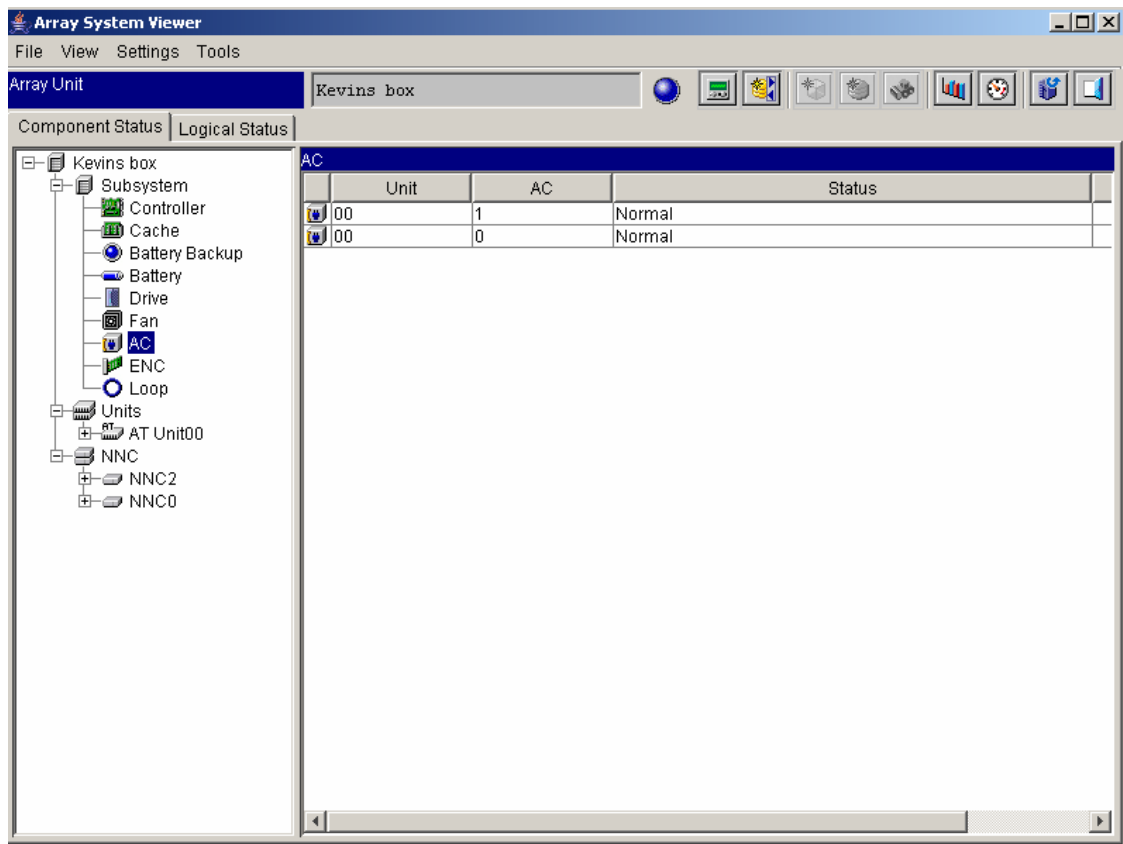 Array System Viewer
File View Settings Tools
Array Unit
Kevins box
Component Status Logical Status
Kevins box
Subsystem
Controller
Cache
Battery Backup
Battery
Drive
Fan
AC
ENC
Loop
Units
AT Unit00
NNC
NNC2
NNC0
AC
Unit AC Status
00 1 Normal
00 0 Normal